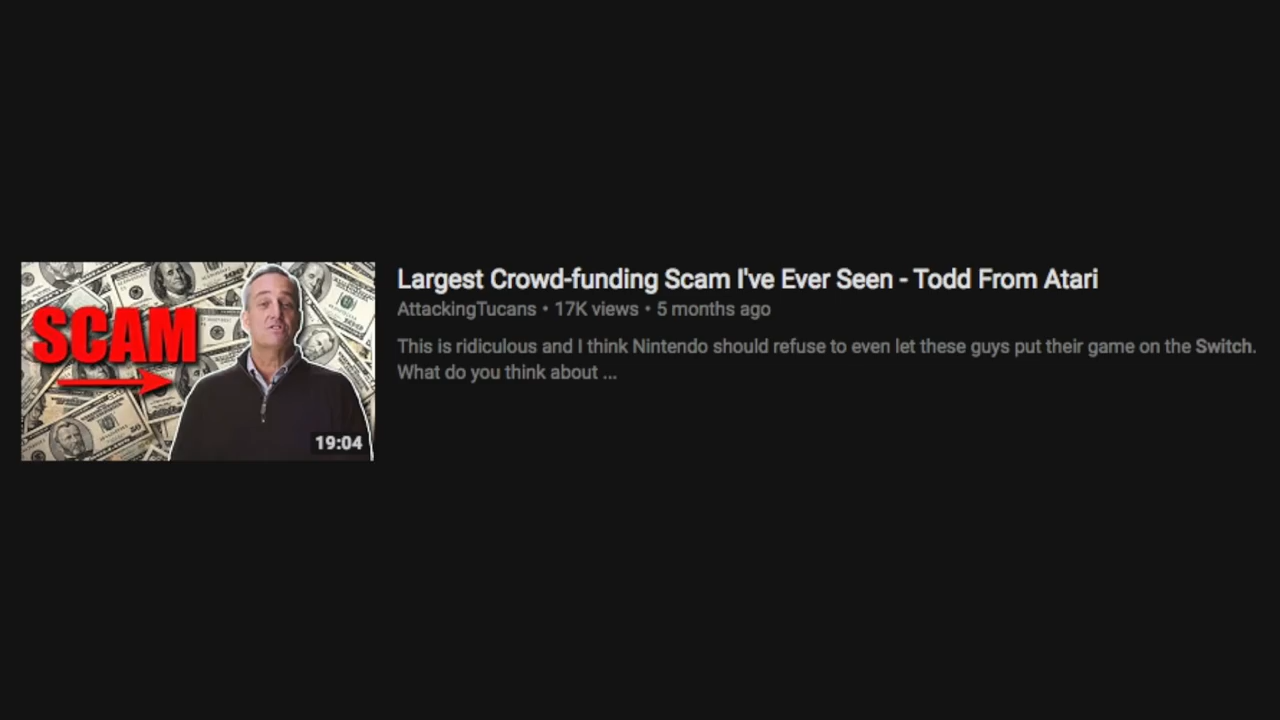 Largest Crowd-funding Scam I've Ever Seen - Todd From Atari
AttackingTucans • 17K views • 5 months ago
SCAM
This is ridiculous and I think Nintendo should refuse to even let these guys put their game on the Switch.
What do you think about ...
19:04